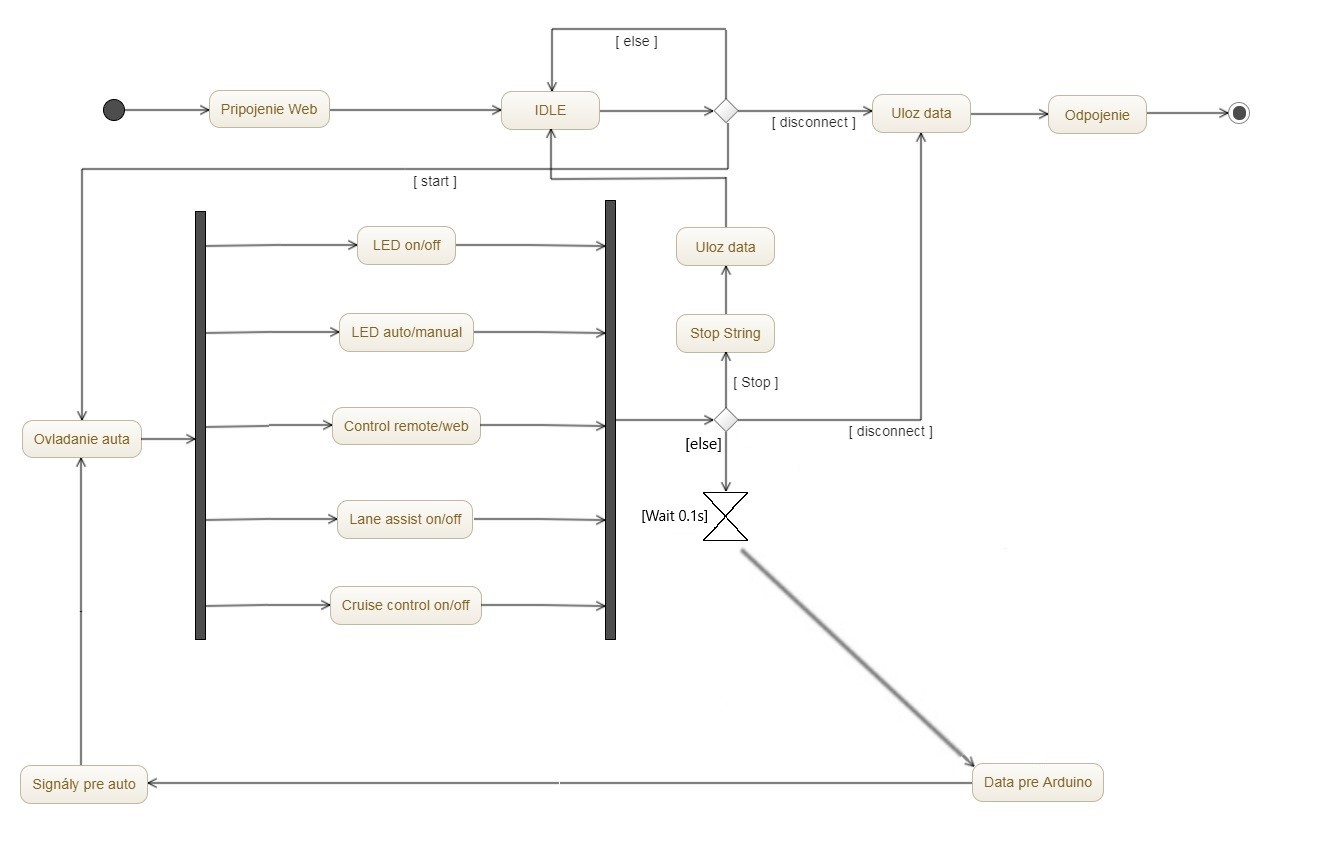 [ else ]
Pripojenie Web
IDLE
[ disconnect ]
Uloz data
Odpojenie
[ start ]
LED on/off
Uloz data
LED auto/manual
Stop String
[ Stop ]
Control remote/web
Ovladanie auta
[else]
[ disconnect ]
Lane assist on/off
[Wait 0.1s]
Cruise control on/off
Signály pre auto
Data pre Arduino